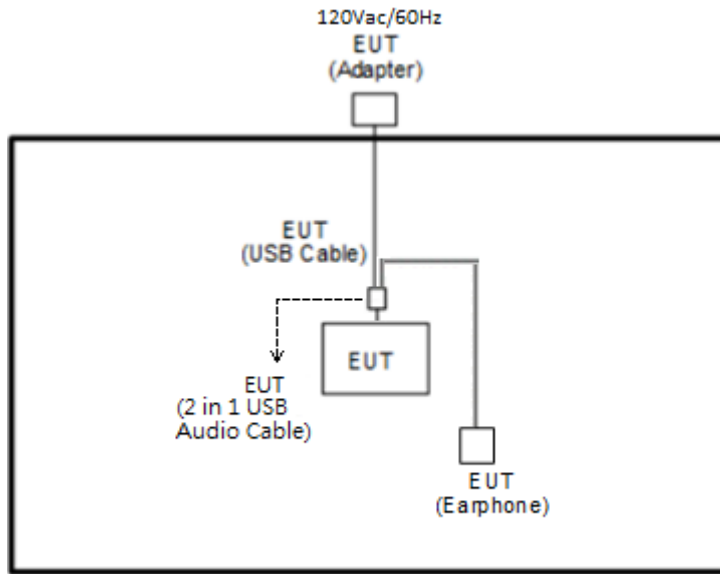 120Vac/60Hz
EUT
(Adapter)
EUT
(USB Cable)
EUT
EUT
(2 in 1 USB
Audio Cable)
EUT
(Earphone)